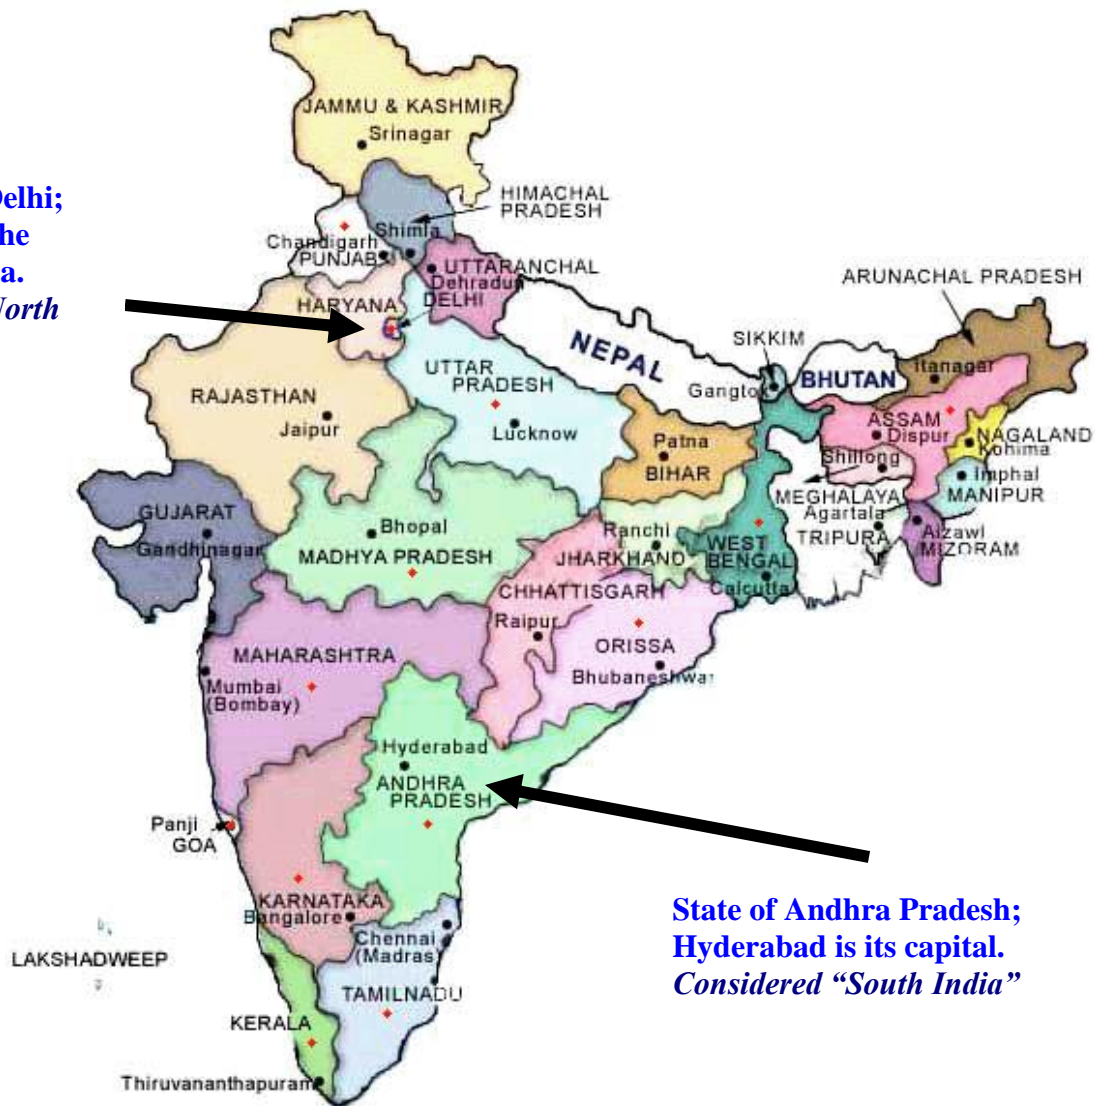 JAMMU & KASHMIR
Srinagar
Delhi;
he
a.
North
HIMACHAL
PRADESH
Shimla
Chandigarh
PUNJAB
UTTARANCHAL
Dehradun
DELHI
HARYANA
ARUNACHAL PRADESH
SIKKIM
NEPAL
BHUTAN
Itanagar
Gangtok
UTTAR
PRADESH
RAJASTHAN
Jaipur
Lucknow
Patna
BIHAR
ASSAM
Dispur
NAGALAND
Kohima
Shillong
Imphal
MEGHALAYA
MANIPUR
Agartala
TRIPURA
Aizawl
MIZORAM
GUJARAT
Gandhinagar
Bhopal
MADHYA PRADESH
Ranchi
JHARKHAND
WEST
BENGAL
Calcutta
CHHATTISGARH
Raipur
ORISSA
Bhubaneshwar
MAHARASHTRA
Mumbai
(Bombay)
Hyderabad
ANDHRA
PRADESH
Panji
GOA
KARNATAKA
Bangalore
Chennai
(Madras)
LAKSHADWEEP
TAMILNADU
KERALA
Thiruvananthapuram
State of Andhra Pradesh;
Hyderabad is its capital.
Considered “South India”